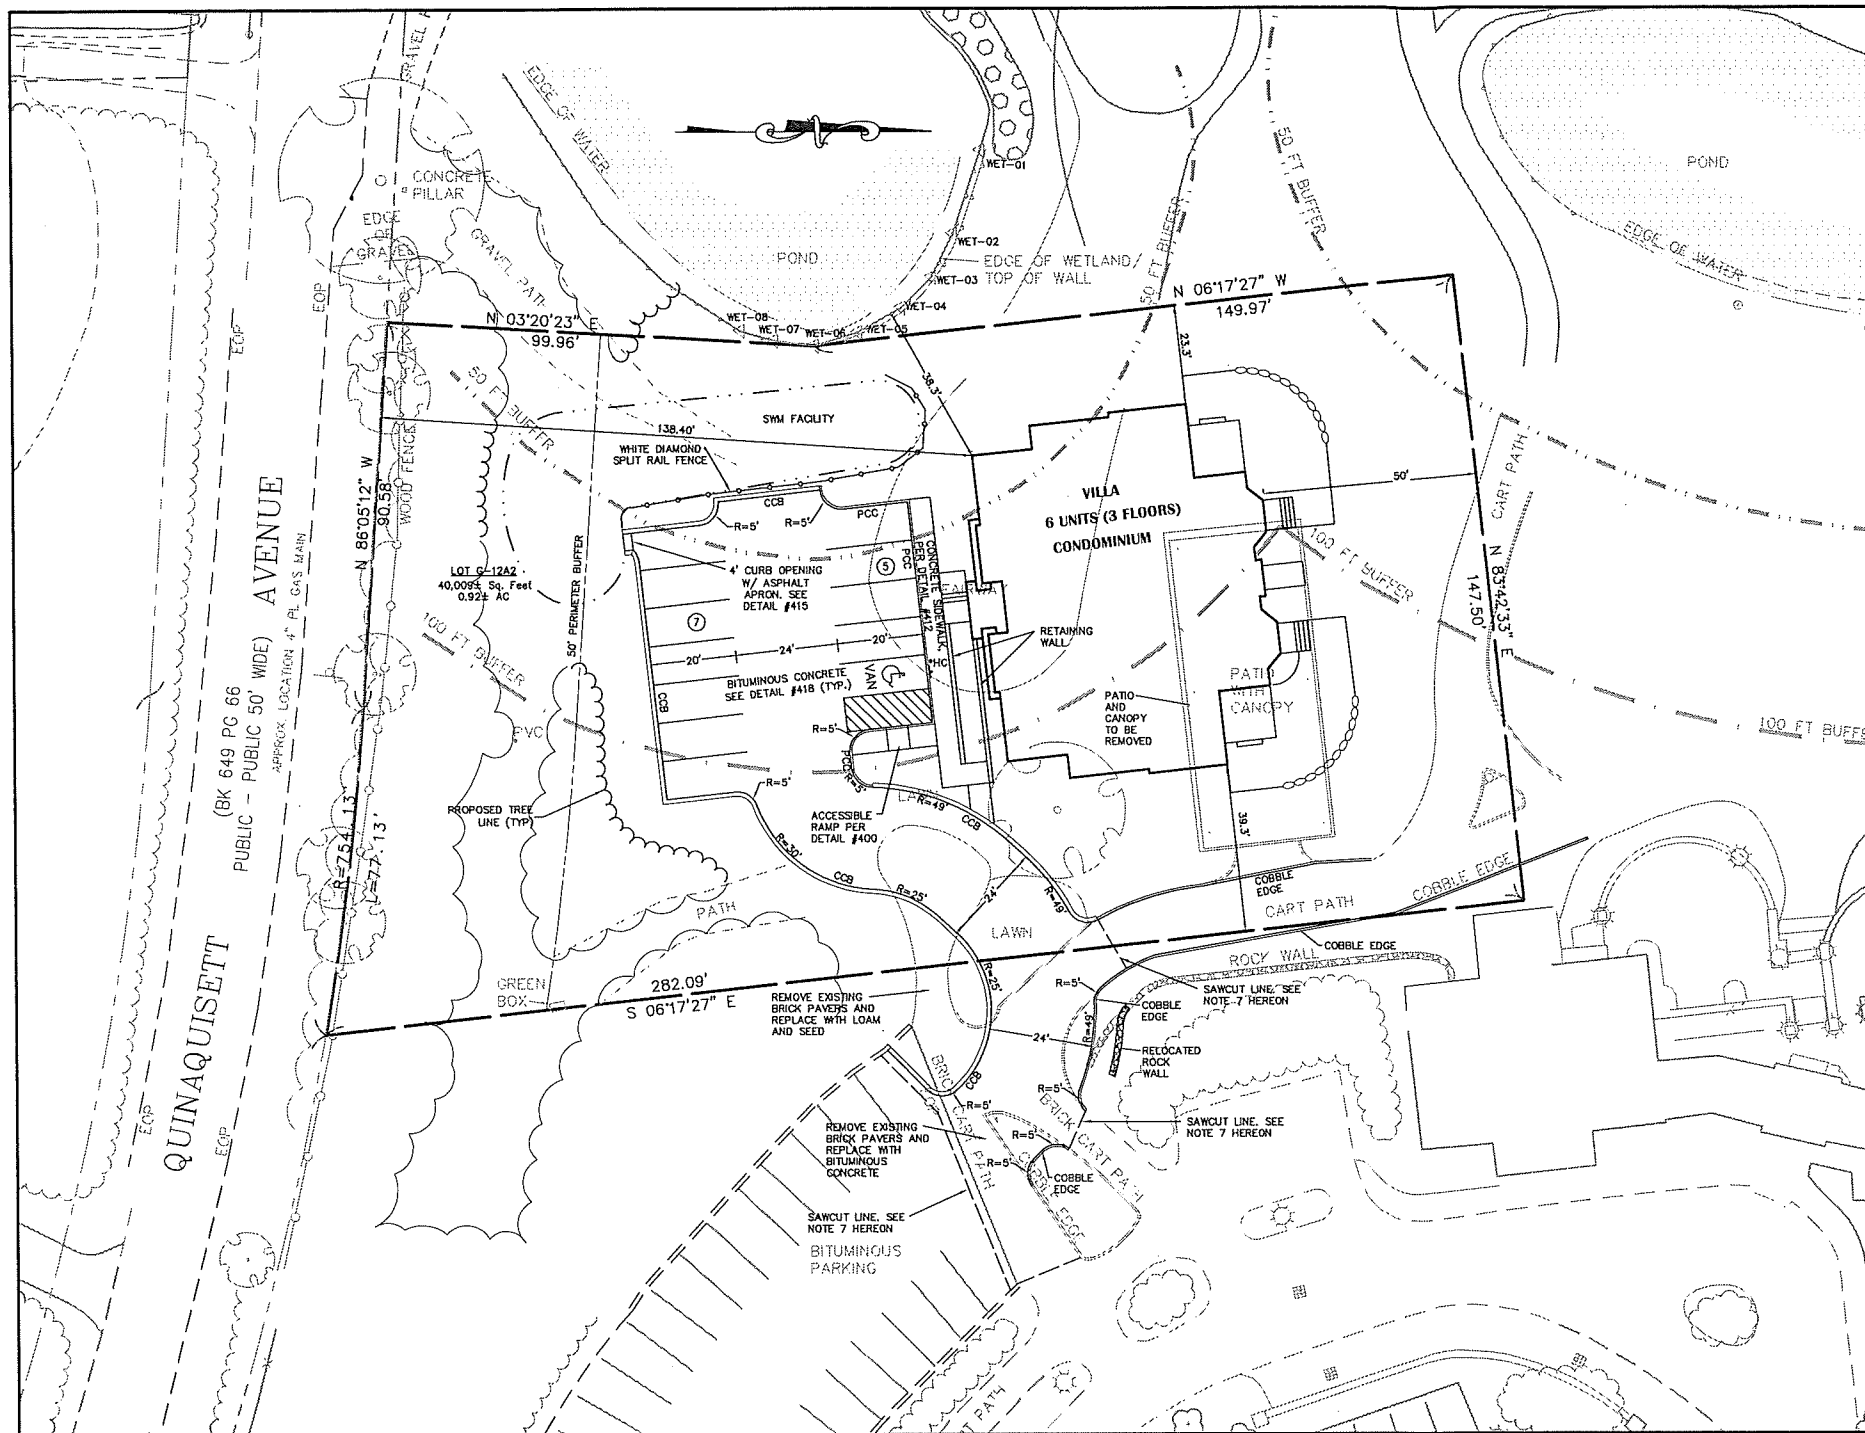 EDGE OF WATER
CONCRETE
PILLAR
EDGE
OF
GRAVEL
GRAVEL PATH
EOP
EOP
POND
WET-01
WET-02
WET-03
WET-04
WET-05
WET-06
WET-07
WET-08
EDGE OF WETLAND/
TOP OF WALL
50 FT BUFFER
50 FT BUFFER
POND
EDGE OF WATER
N 03°20'23" E
99.96'
N 06°17'27" W
149.97'
50 FT BUFFER
138.40'
SWM FACILITY
38.3'
23.3'
WHITE DIAMOND
SPLIT RAIL FENCE
CCB
PCC
R=5'
R=5'
VILLA
6 UNITS (3 FLOORS)
CONDOMINIUM
50'
CART PATH
N 83°42'33" E
147.50'
100 FT BUFFER
100 FT BUFFER
N 86°05'12" W
90.58'
WOOD FENCE
LOT G-12A2
40,009± Sq. Feet
0.92± AC
100 FT BUFFER
50' PERIMETER BUFFER
4' CURB OPENING
W/ ASPHALT
APRON. SEE
DETAIL #415
5
PCC
CONCRETE SIDEWALK,
PER DETAIL #412
7
20'
24'
20'
*HC
VAN
BITUMINOUS CONCRETE
SEE DETAIL #418 (TYP.)
RETAINING
WALL
PATIO
AND
CANOPY
TO BE
REMOVED
PATIO
WITH
CANOPY
CCB
R=5'
PCC
R=5'
R=5'
PVC
PROPOSED TREE
LINE (TYP)
ACCESSIBLE
RAMP PER
DETAIL #400
R=49'
CCB
R=30'
CCB
R=25'
24'
R=49'
39.3'
COBBLE
EDGE
CART PATH
COBBLE EDGE
PATH
LAWN
QUINAQUISETT AVENUE
(BK 649 PG 66
PUBLIC - PUBLIC 50' WIDE)
APPROX. LOCATION 4" PL GAS MAIN
R=754.13'
L=77.13'
GREEN
BOX
282.09'
S 06°17'27" E
REMOVE EXISTING
BRICK PAVERS AND
REPLACE WITH LOAM
AND SEED
R=25'
R=5'
COBBLE EDGE
ROCK WALL
SAWCUT LINE. SEE
NOTE 7 HEREON
COBBLE
EDGE
24'
R=49'
RELOCATED
ROCK
WALL
CCB
R=5'
R=5'
BRICK CART PATH
BRICK CART PATH
SAWCUT LINE. SEE
NOTE 7 HEREON
REMOVE EXISTING
BRICK PAVERS AND
REPLACE WITH
BITUMINOUS
CONCRETE
R=5'
R=5'
COBBLE
EDGE
COBBLE EDGE
SAWCUT LINE. SEE
NOTE 7 HEREON
BITUMINOUS
PARKING
EOP
EOP